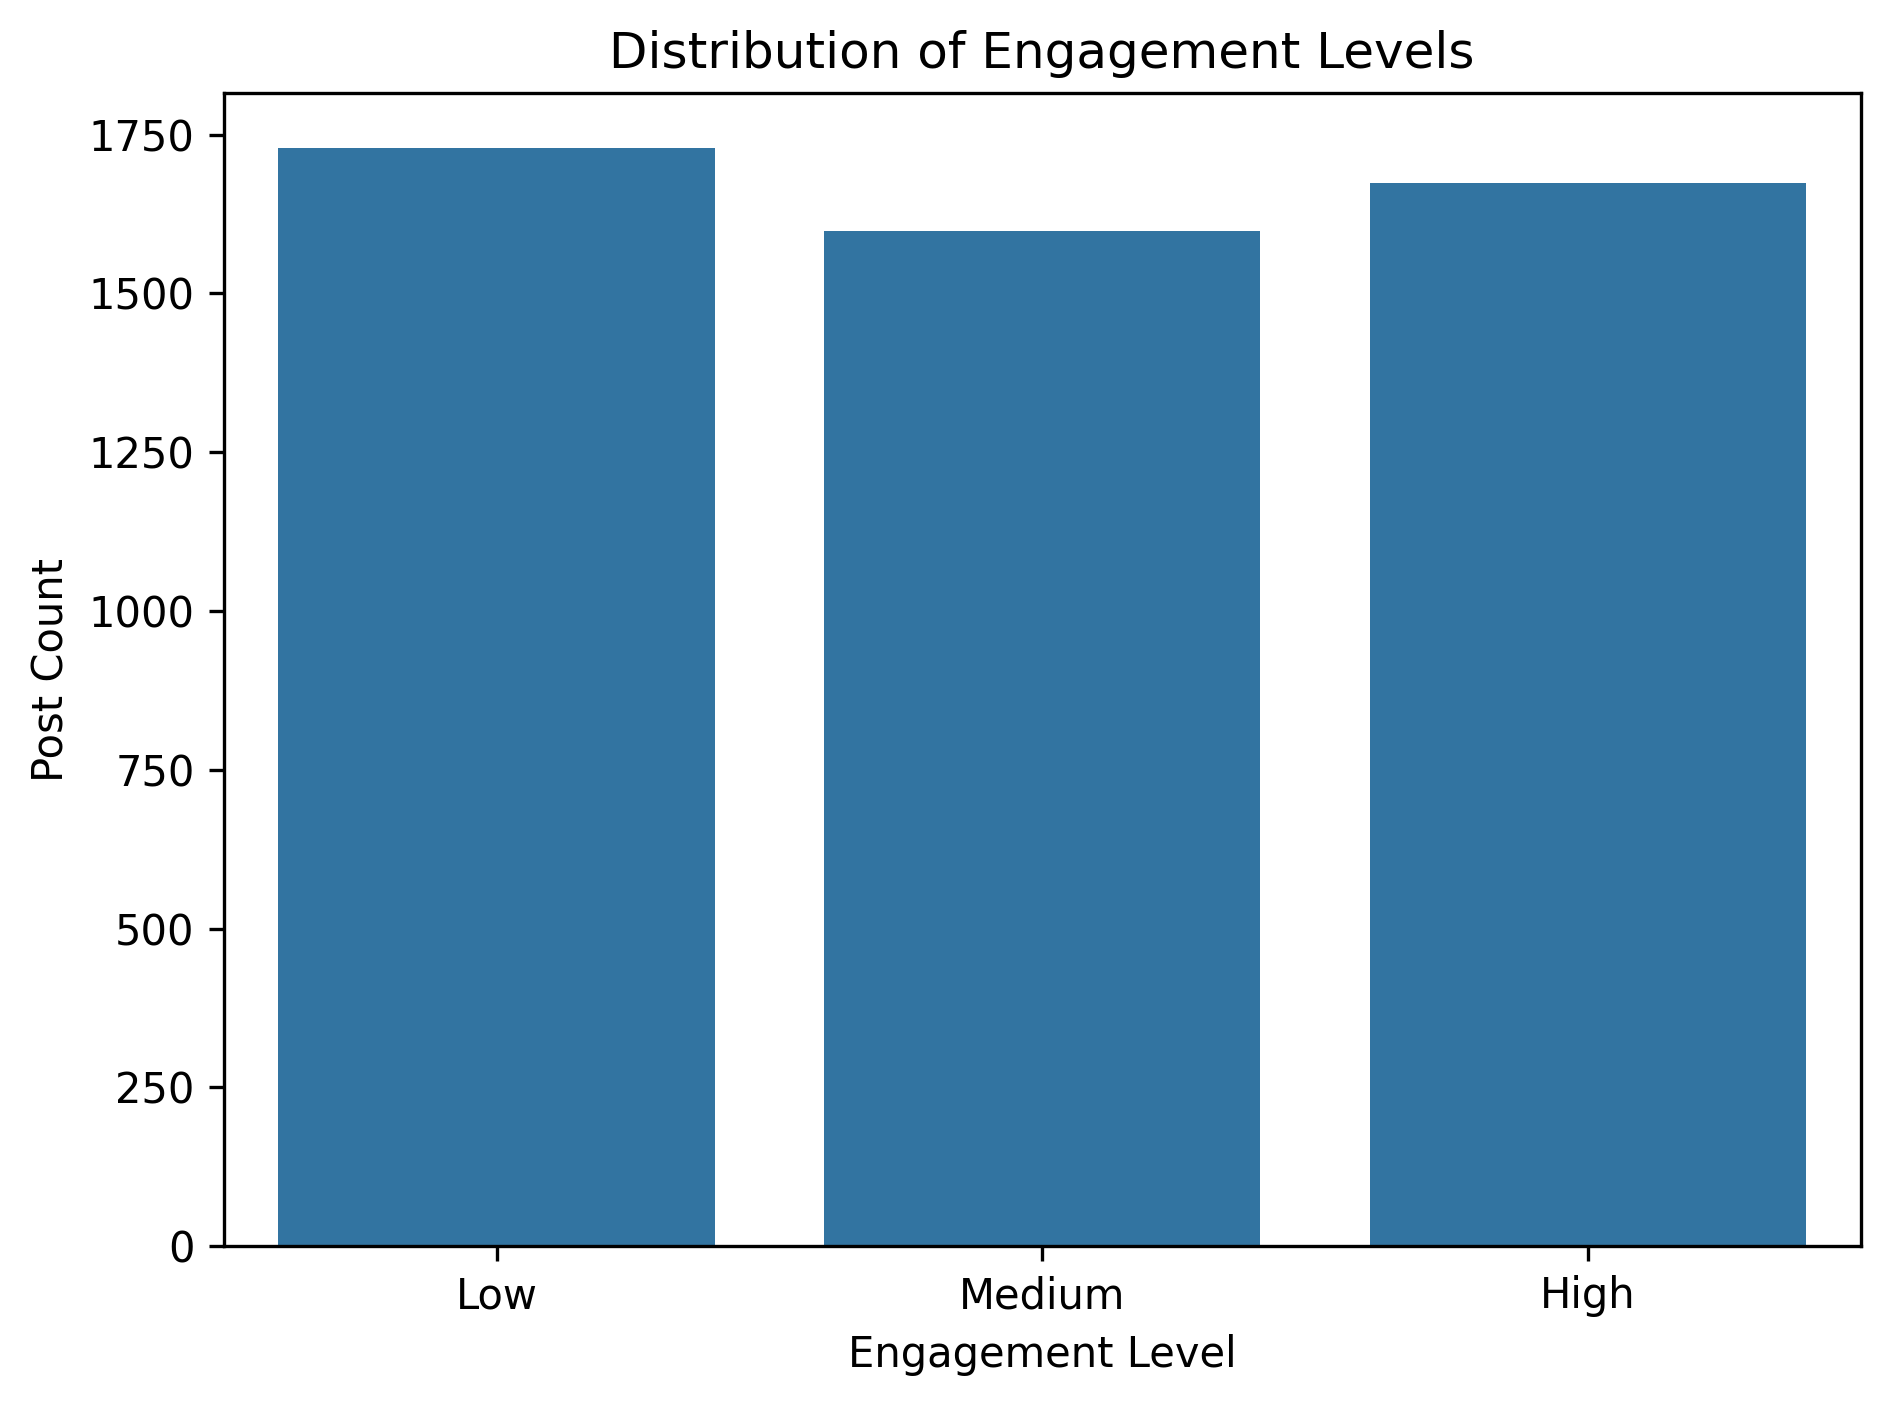 Distribution of Engagement Levels
1750
1500
1250
1000
750
500
250
0
Post Count
Low
Medium
High
Engagement Level